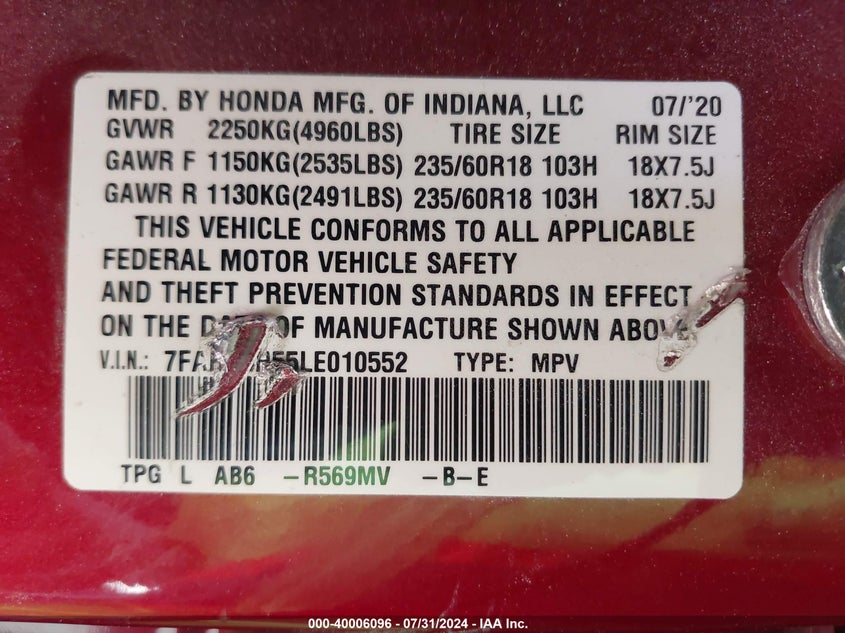 MFD. BY HONDA MFG. OF INDIANA, LLC 07/'20
GVWR 2250KG(4960LBS) TIRE SIZE RIM SIZE
GAWR F 1150KG(2535LBS) 235/60R18 103H 18X7.5J
GAWR R 1130KG(2491LBS) 235/60R18 103H 18X7.5J
THIS VEHICLE CONFORMS TO ALL APPLICABLE
FEDERAL MOTOR VEHICLE SAFETY
AND THEFT PREVENTION STANDARDS IN EFFECT
ON THE DATE OF MANUFACTURE SHOWN ABOVE
V.I.N.: TYPE: MPV
TPG L AB6 -R569MV -B-E
000-40006096 - 07/31/2024 - IAA Inc.